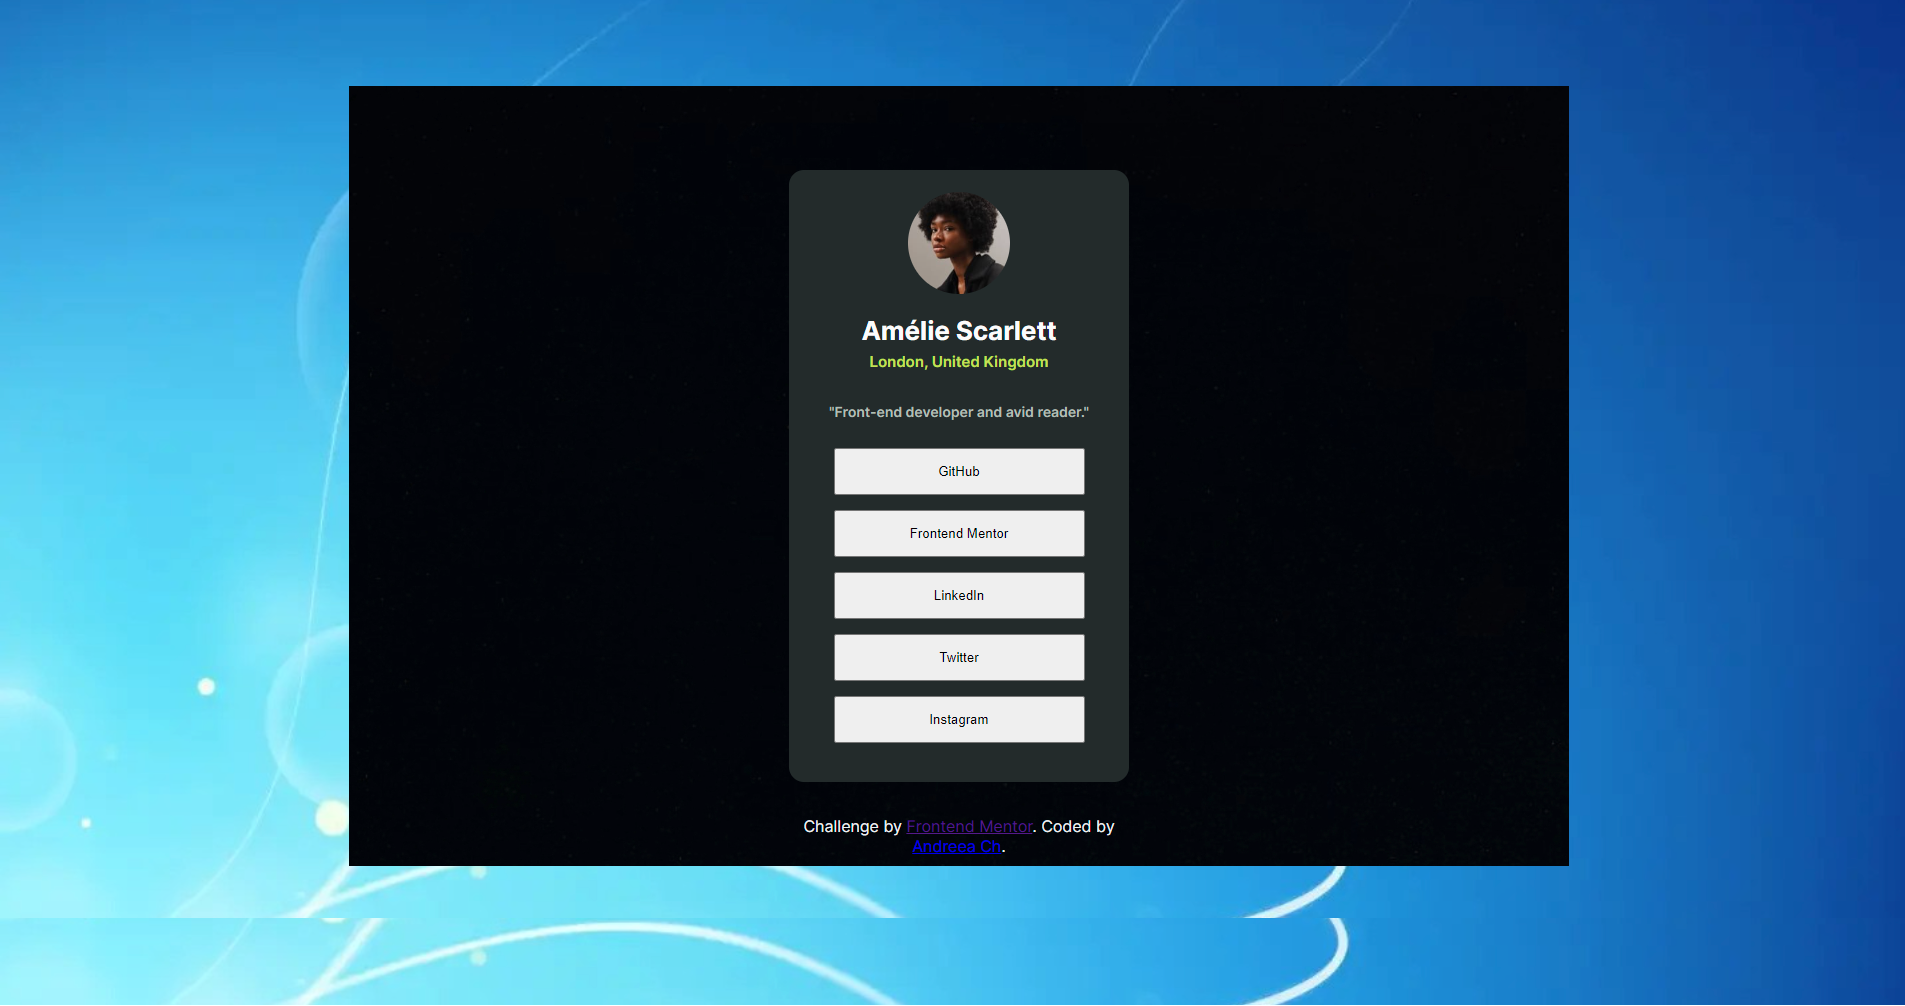 Amélie Scarlett
London, United Kingdom
"Front-end developer and avid reader."
GitHub
Frontend Mentor
LinkedIn
Twitter
Instagram
Challenge by Frontend Mentor. Coded by
Andreea Ch.